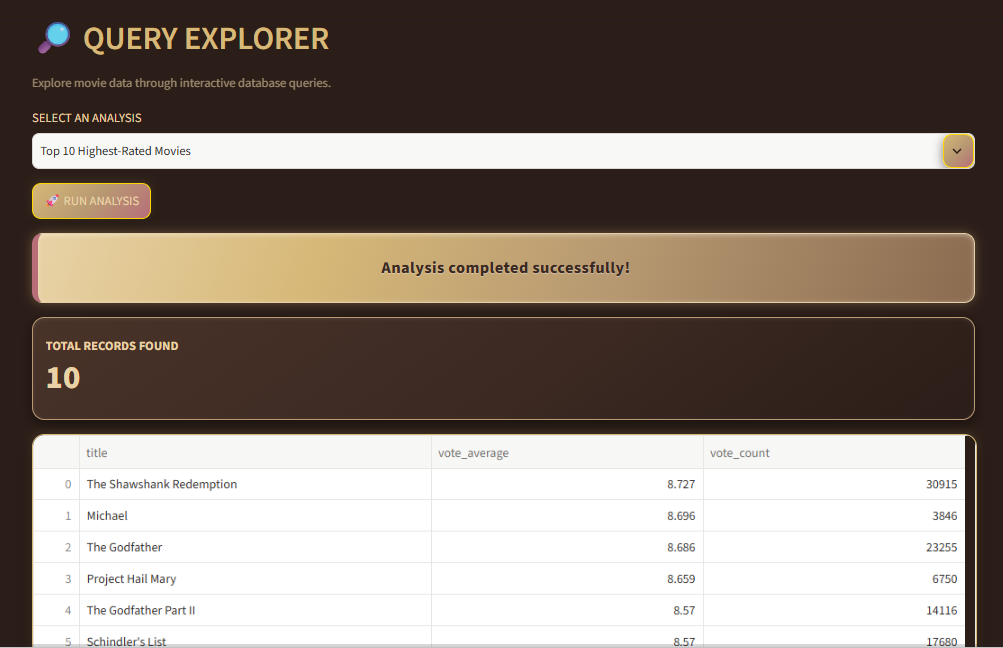 QUERY EXPLORER
Explore movie data through interactive database queries.
SELECT AN ANALYSIS
Top 10 Highest-Rated Movies
RUN ANALYSIS
Analysis completed successfully!
TOTAL RECORDS FOUND
10
title vote_average vote_count
0 The Shawshank Redemption 8.727 30915
1 Michael 8.696 3846
2 The Godfather 8.686 23255
3 Project Hail Mary 8.659 6750
4 The Godfather Part II 8.57 14116
5 Schindler's List 8.57 17680